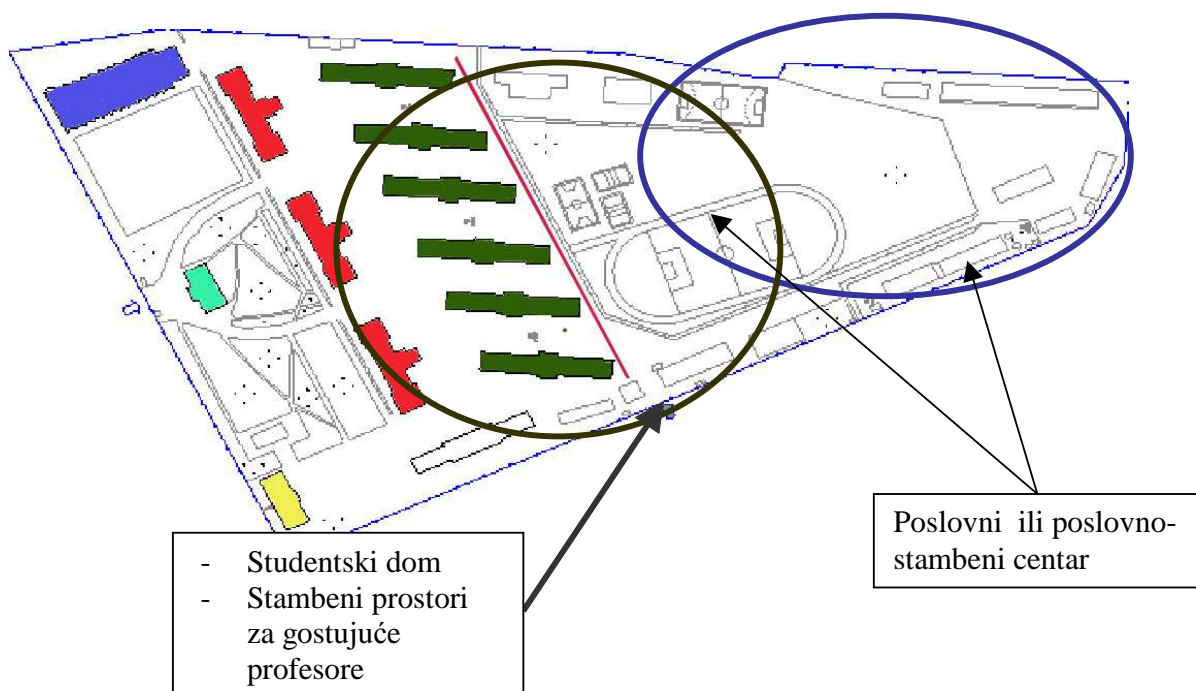 Poslovni ili poslovno-
stambeni centar
- Studentski dom
- Stambeni prostori
za gostujuće
profesore